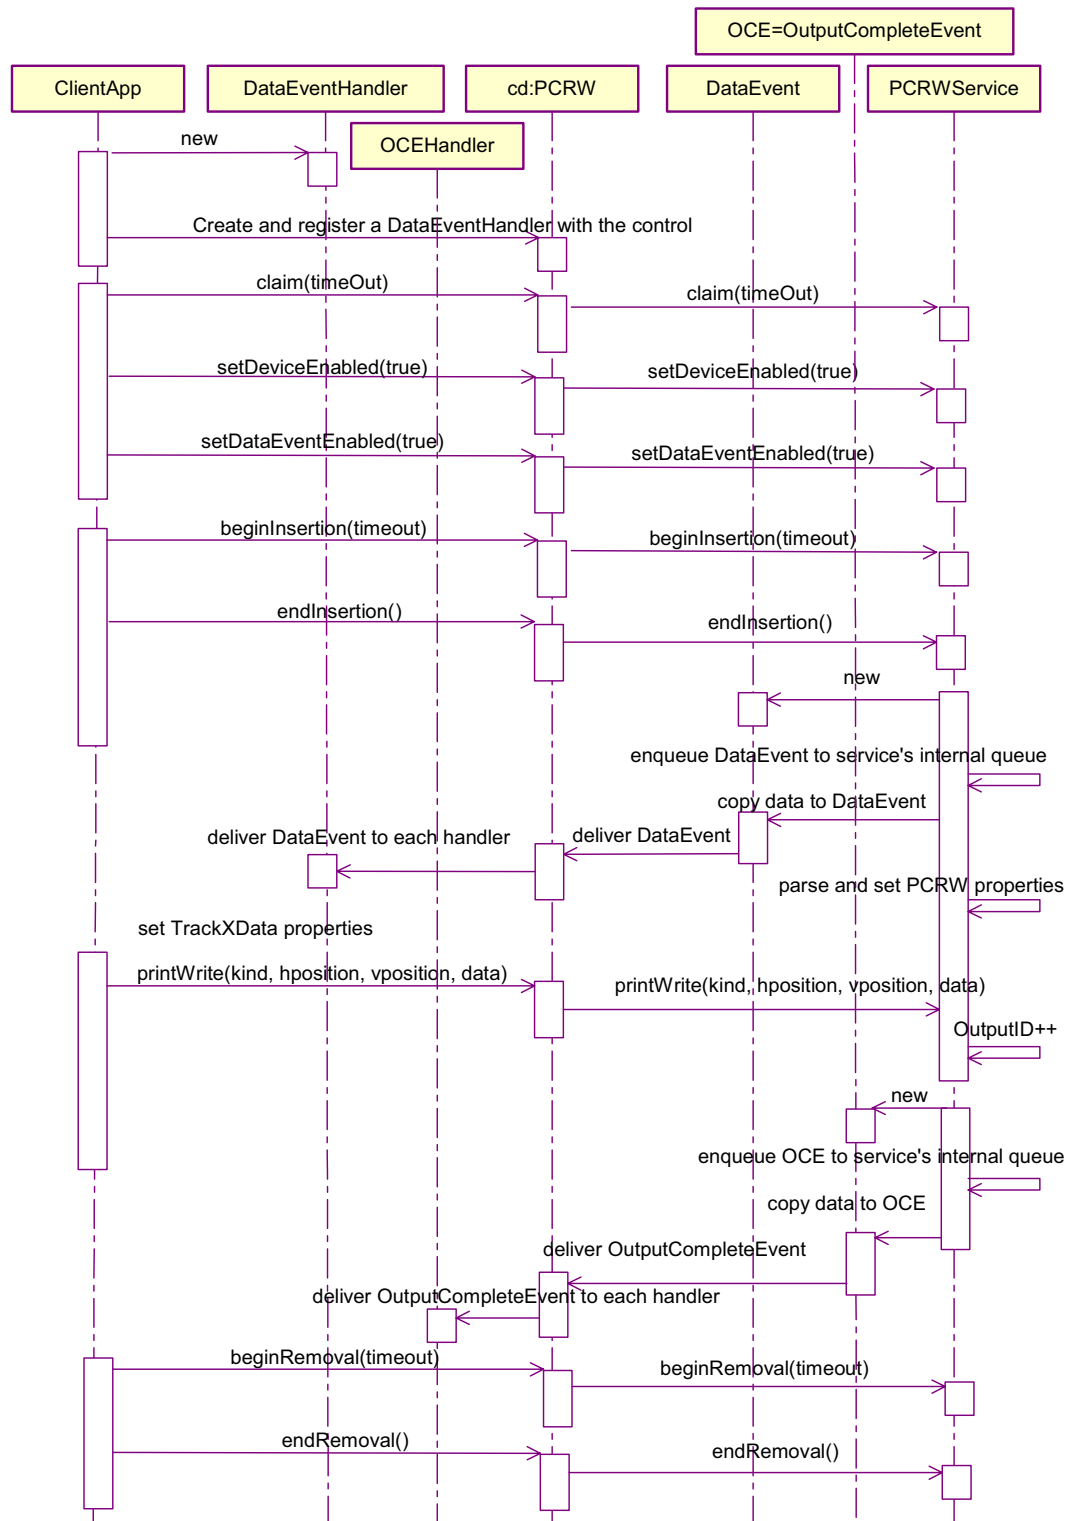 OCE=OutputCompleteEvent
ClientApp
DataEventHandler
cd:PCRW
DataEvent
PCRWService
OCEHandler
new
Create and register a DataEventHandler with the control
claim(timeOut)
claim(timeOut)
setDeviceEnabled(true)
setDeviceEnabled(true)
setDataEventEnabled(true)
setDataEventEnabled(true)
beginInsertion(timeout)
beginInsertion(timeout)
endInsertion()
endInsertion()
new
enqueue DataEvent to service's internal queue
copy data to DataEvent
deliver DataEvent
deliver DataEvent to each handler
parse and set PCRW properties
set TrackXData properties
printWrite(kind, hposition, vposition, data)
printWrite(kind, hposition, vposition, data)
OutputID++
new
enqueue OCE to service's internal queue
copy data to OCE
deliver OutputCompleteEvent
deliver OutputCompleteEvent to each handler
beginRemoval(timeout)
beginRemoval(timeout)
endRemoval()
endRemoval()